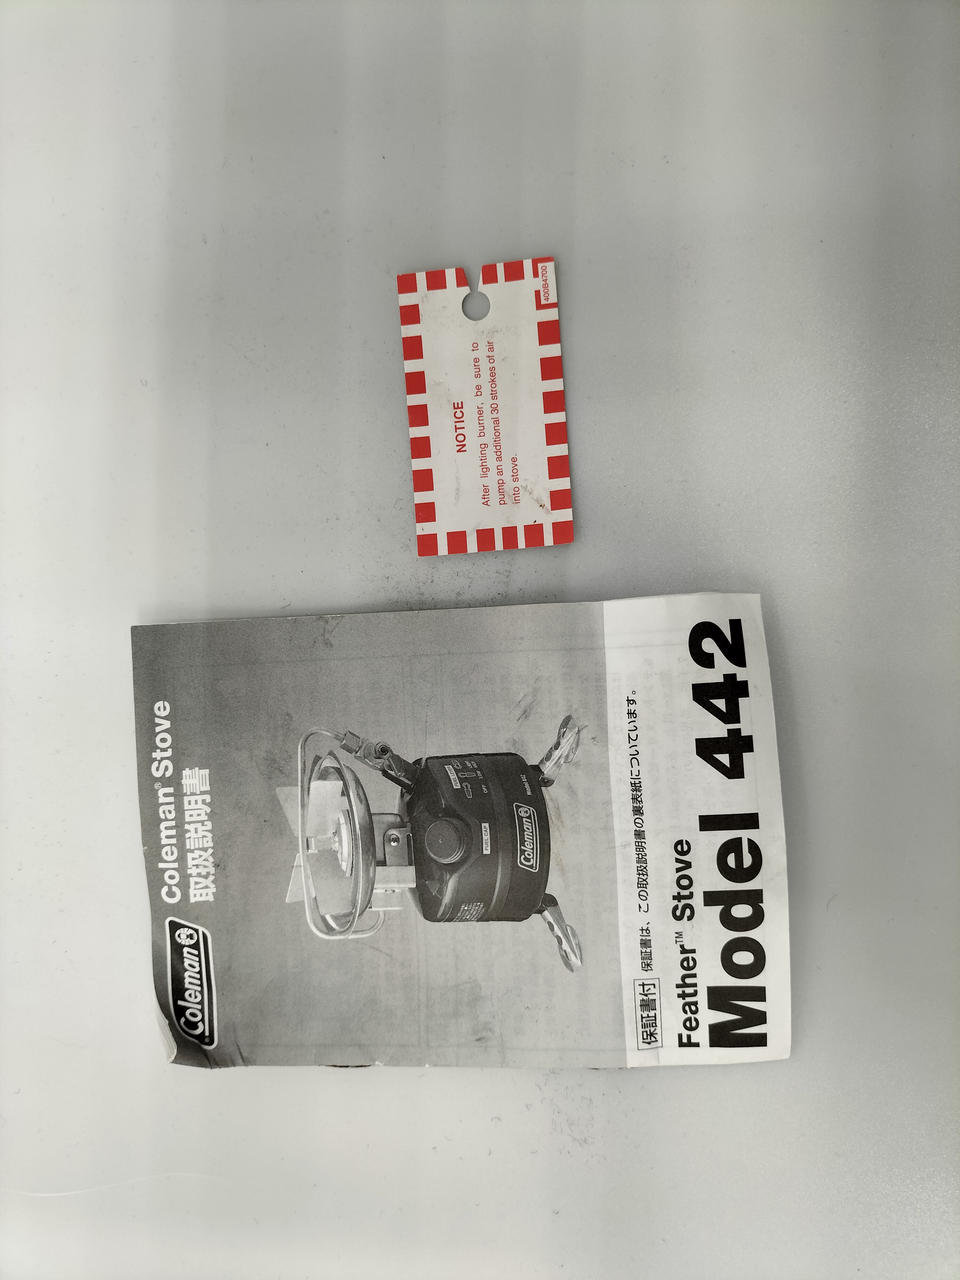 400B4700
NOTICE
After lighting burner, be sure to
pump an additional 30 strokes of air
into stove.
Coleman
Coleman® Stove
取扱説明書
FUEL CAP
OFF
Coleman
保証書付 保証書は、この取扱説明書の裏表紙についています。
Feather™ Stove
Model 442